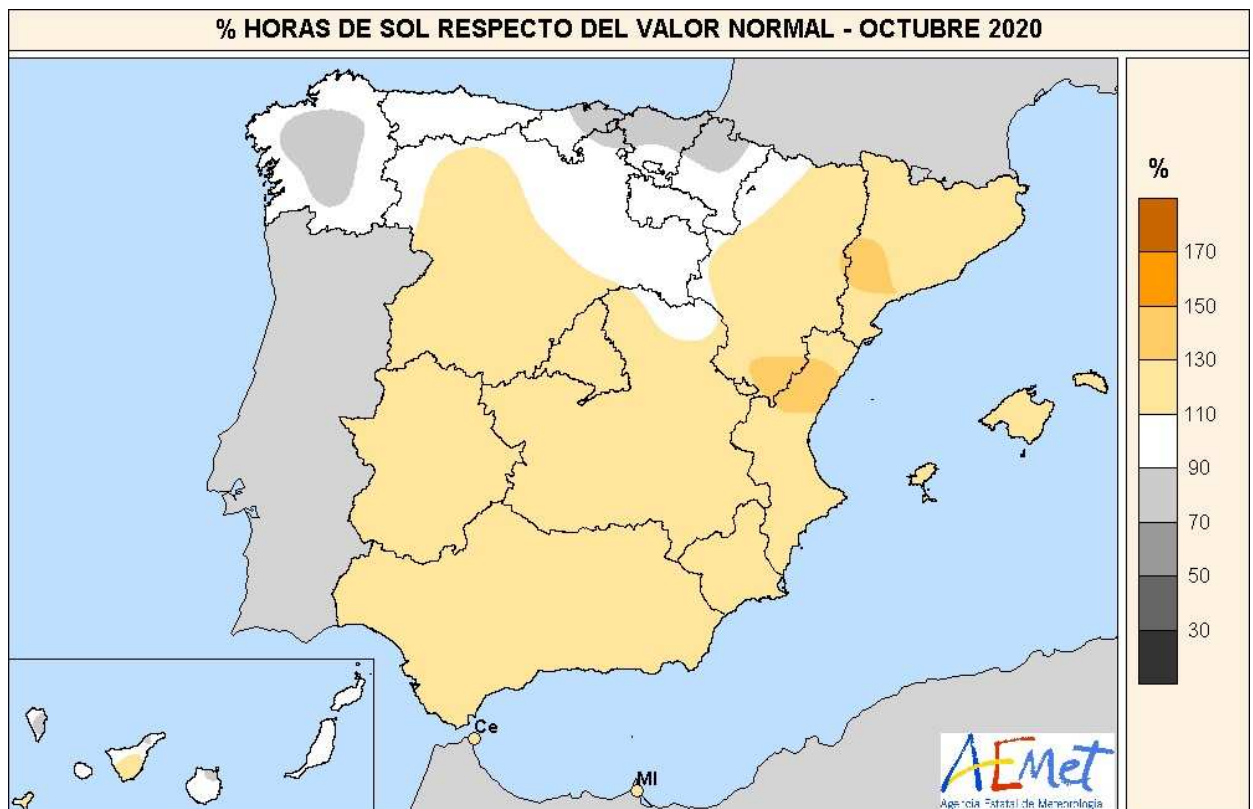 % HORAS DE SOL RESPECTO DEL VALOR NORMAL - OCTUBRE 2020
%
170
150
130
110
90
70
50
30
Ce
Ml
AEMet
Agencia Estatal de Meteorología